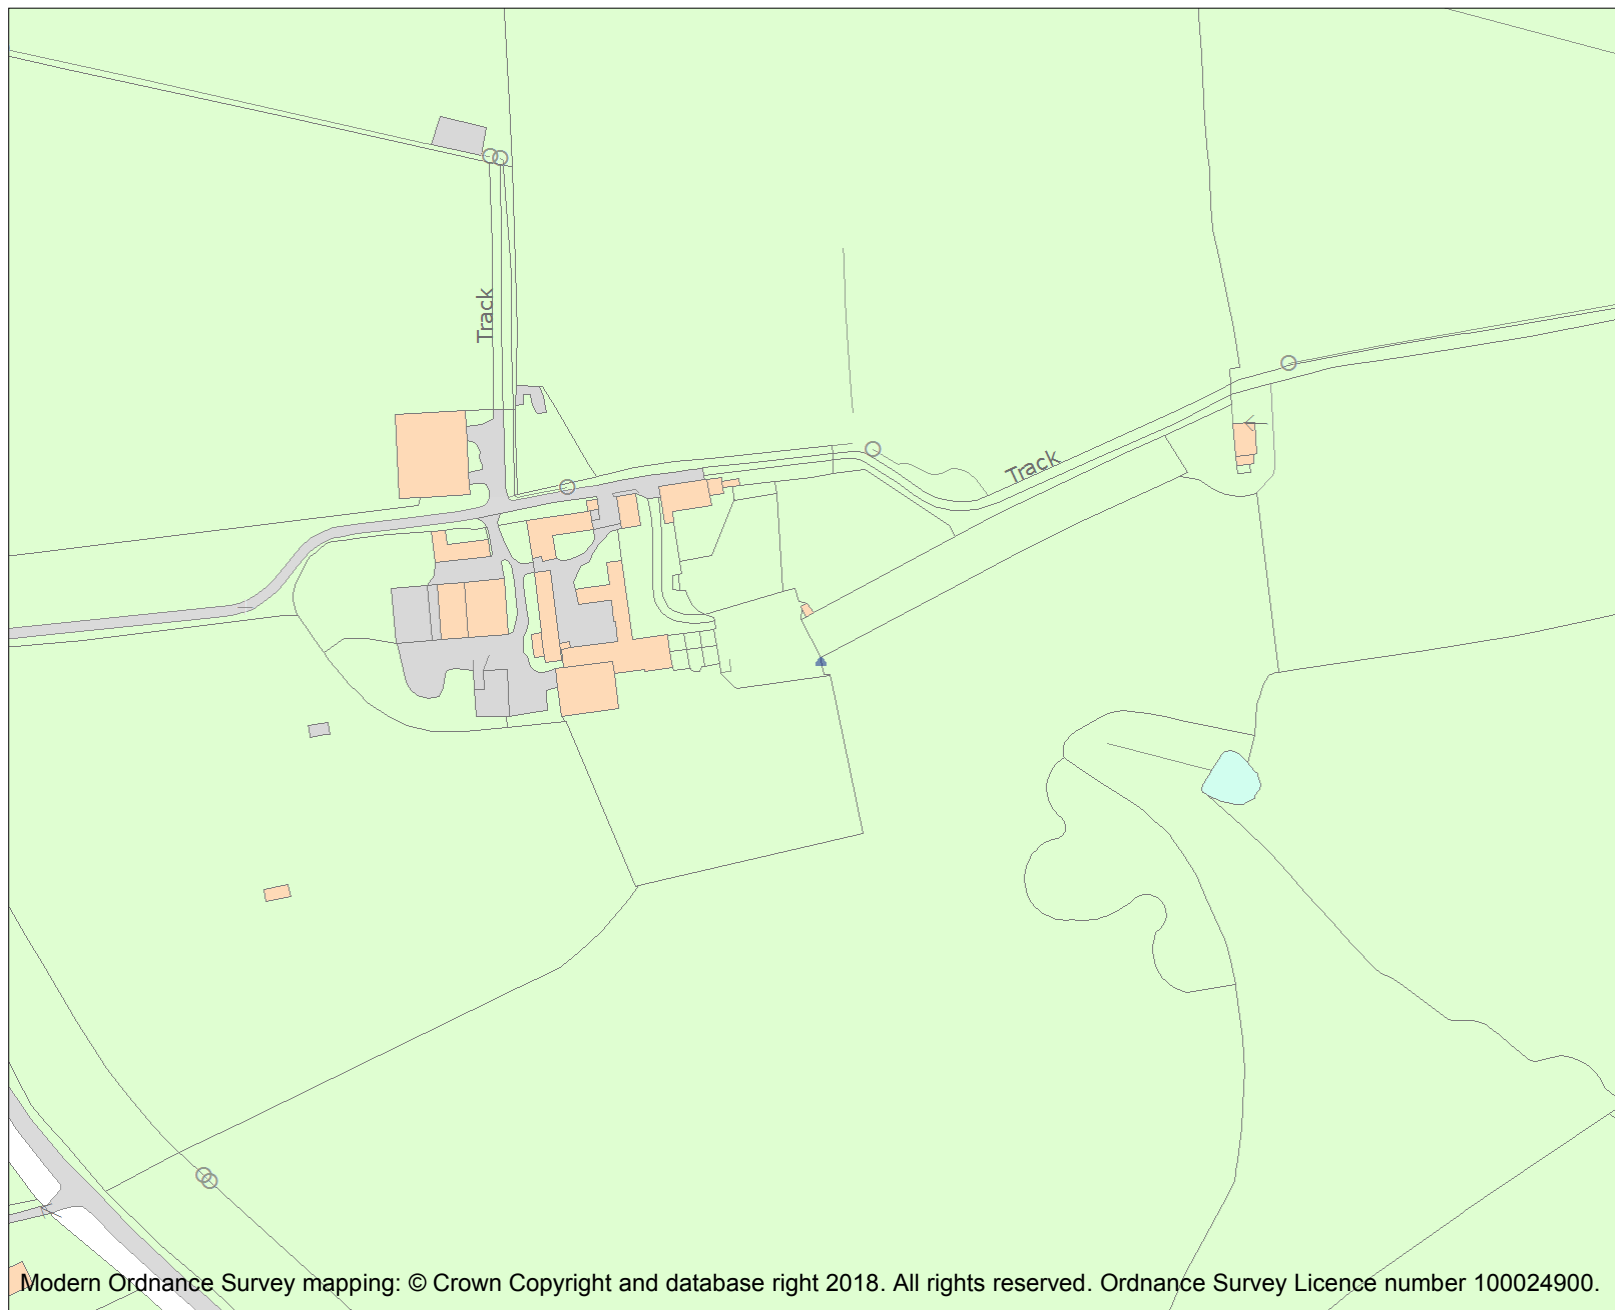 Track
Track
Modern Ordnance Survey mapping: © Crown Copyright and database right 2018. All rights reserved. Ordnance Survey Licence number 100024900.